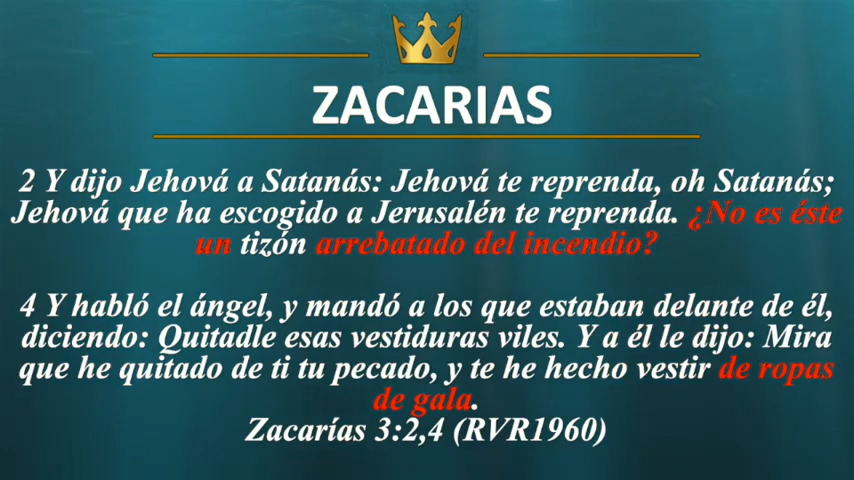 ZACARIAS
2 Y dijo Jehová a Satanás: Jehová te reprenda, oh Satanás;
Jehová que ha escogido a Jerusalén te reprenda. ¿No es éste
un tizón arrebatado del incendio?
4 Y habló el ángel, y mandó a los que estaban delante de él,
diciendo: Quitadle esas vestiduras viles. Y a él le dijo: Mira
que he quitado de ti tu pecado, y te he hecho vestir de ropas
de gala.
Zacarías 3:2,4 (RVR1960)